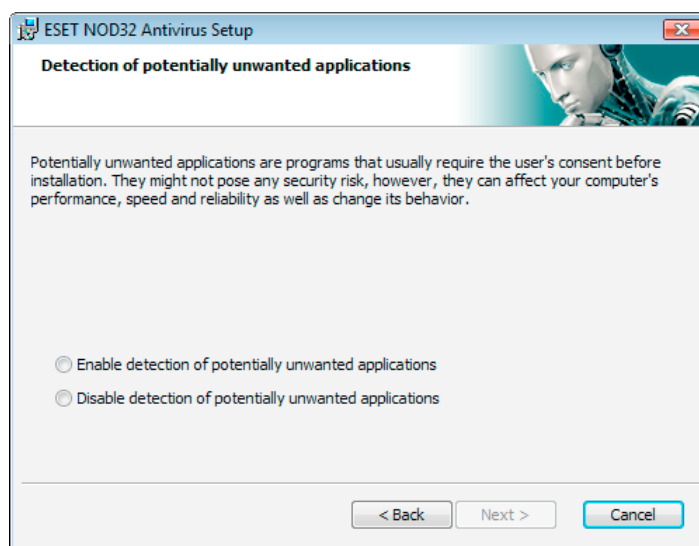 ESET NOD32 Antivirus Setup
Detection of potentially unwanted applications
Potentially unwanted applications are programs that usually require the user's consent before
installation. They might not pose any security risk, however, they can affect your computer's
performance, speed and reliability as well as change its behavior.
Enable detection of potentially unwanted applications
Disable detection of potentially unwanted applications
< Back Next > Cancel